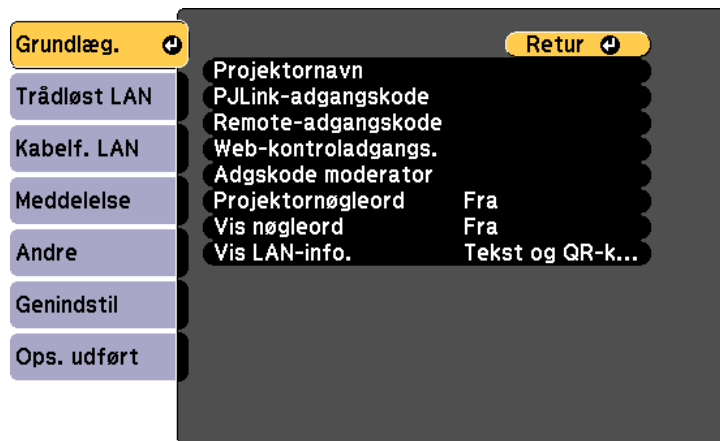 Grundlæg.
Trådløst LAN
Kabelf. LAN
Meddelelse
Andre
Genindstil
Ops. udført
Retur
Projektornavn
PJLink-adgangskode
Remote-adgangskode
Web-kontroladgangs.
Adgskode moderator
Projektornøgleord Fra
Vis nøgleord Fra
Vis LAN-info. Tekst og QR-k...